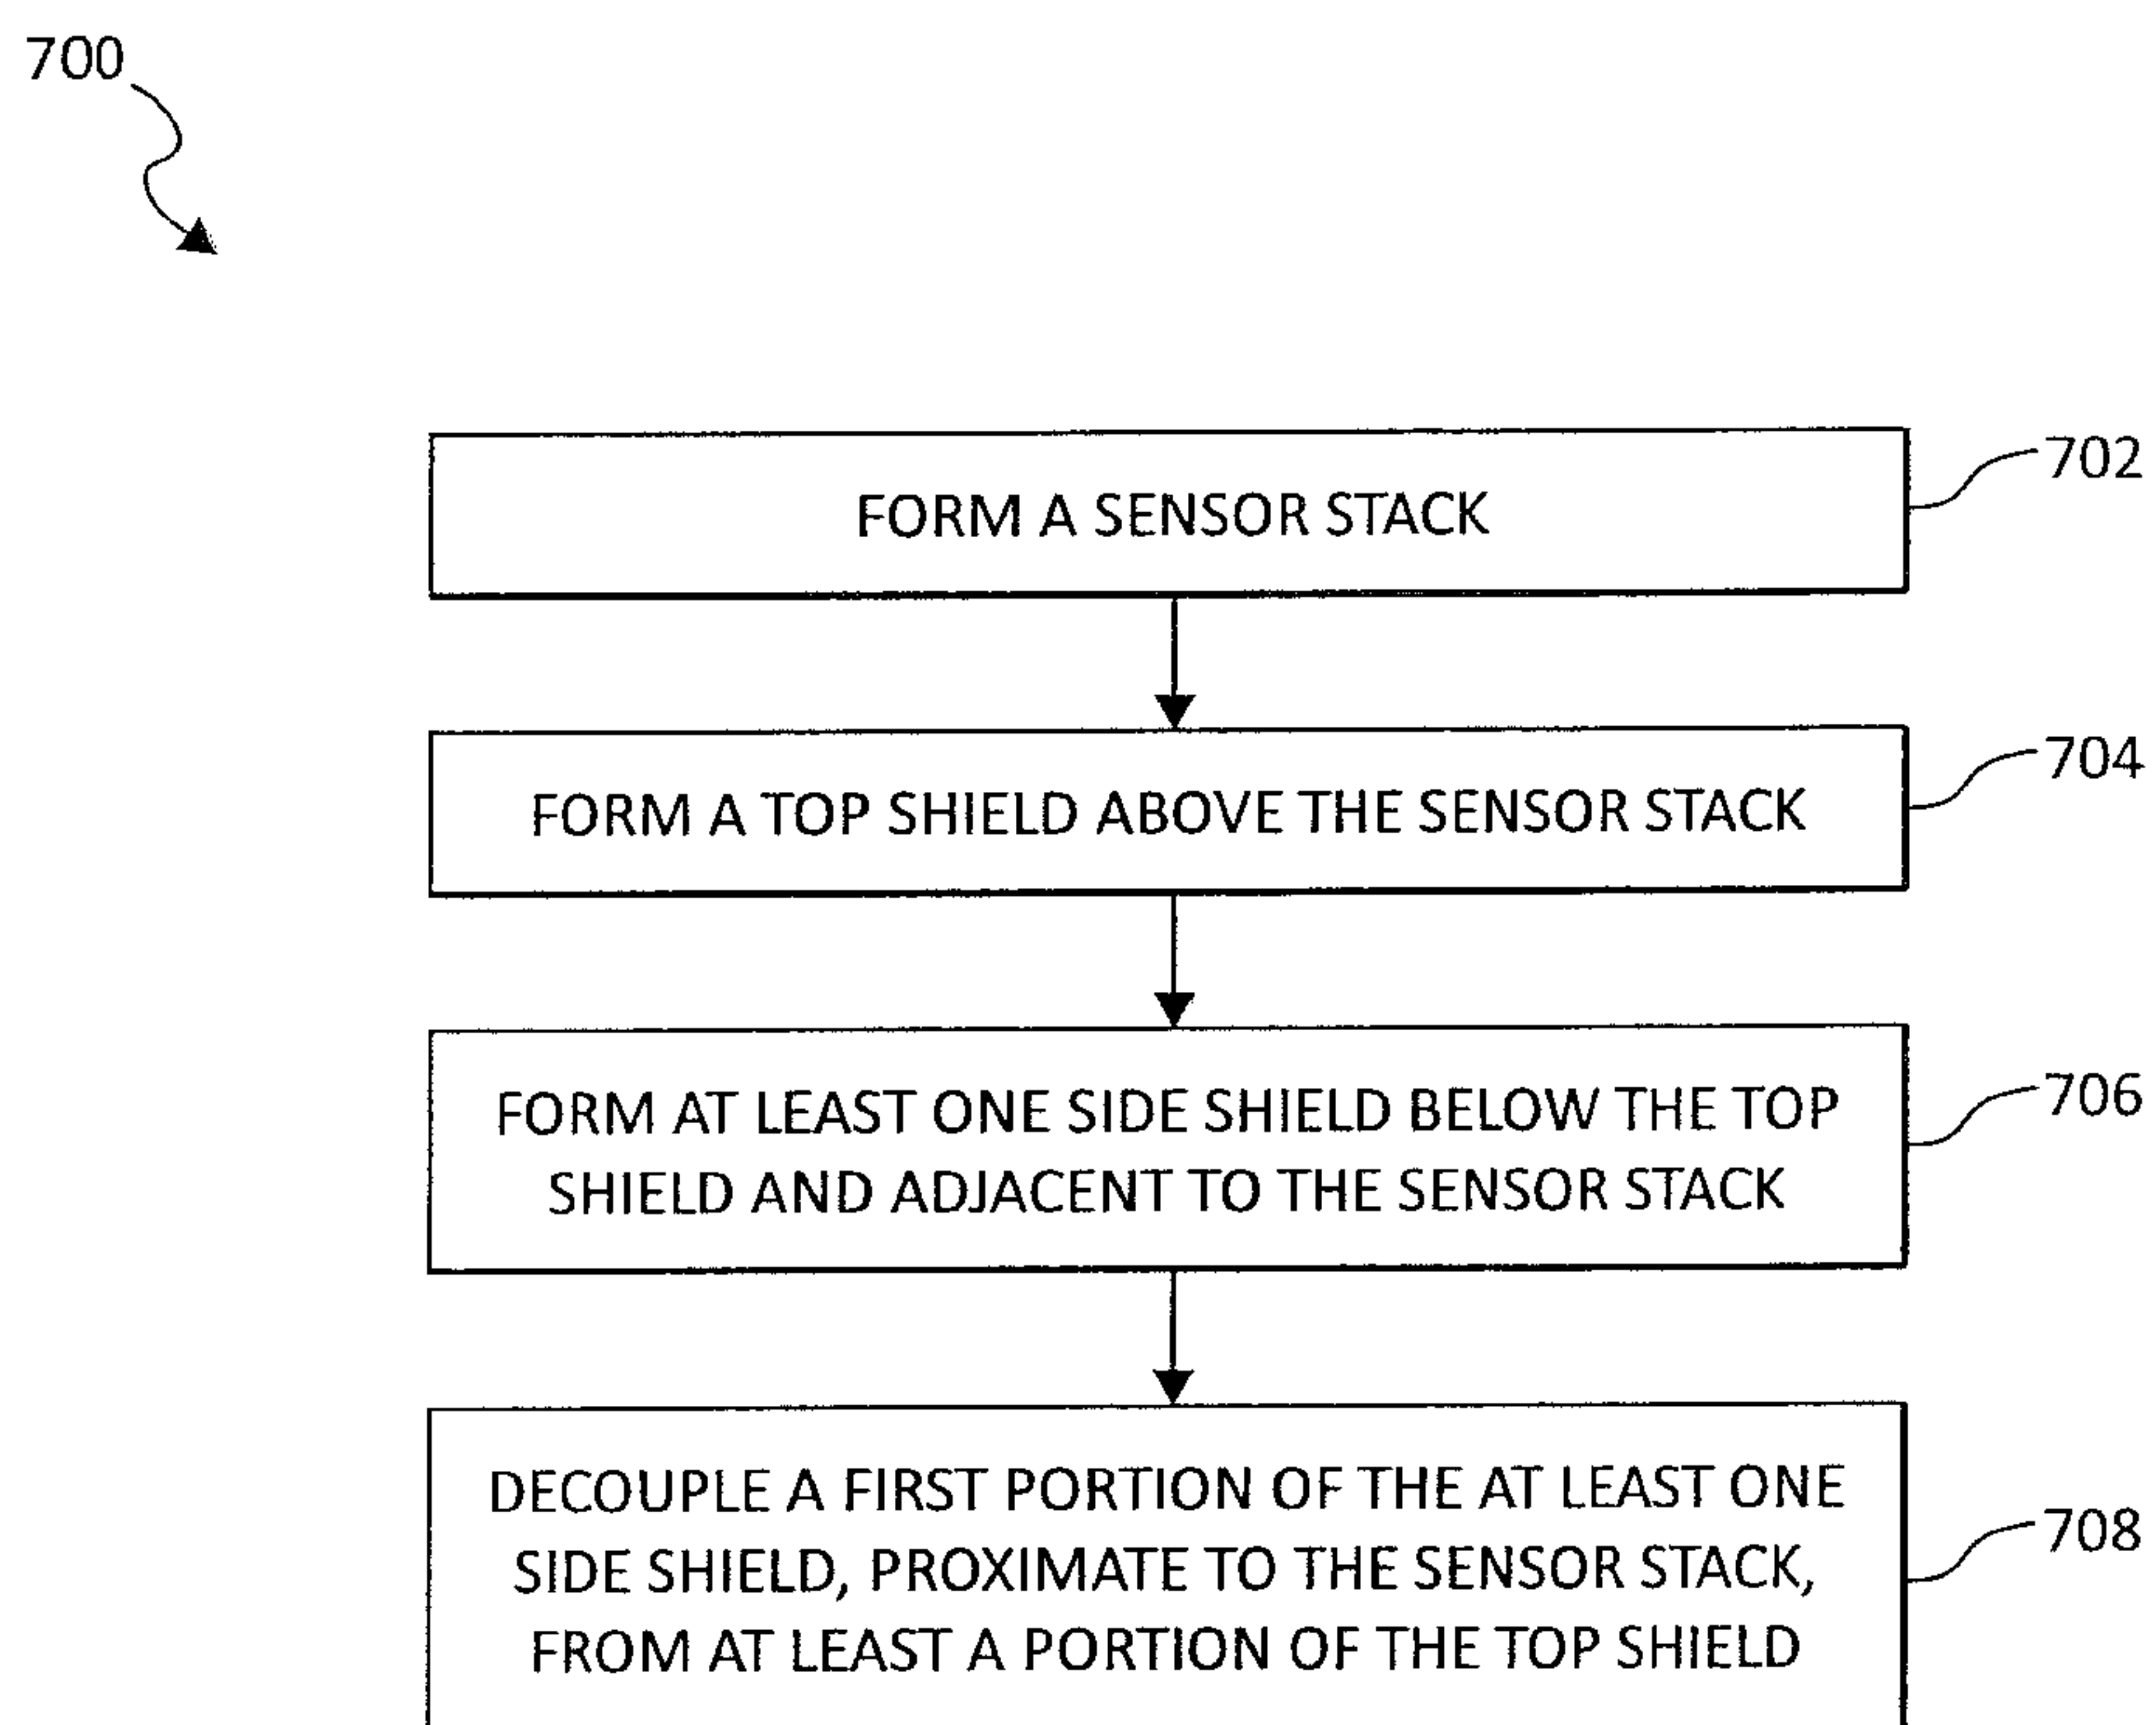 700
FORM A SENSOR STACK
702
FORM A TOP SHIELD ABOVE THE SENSOR STACK
704
FORM AT LEAST ONE SIDE SHIELD BELOW THE TOP
SHIELD AND ADJACENT TO THE SENSOR STACK
706
DECOUPLE A FIRST PORTION OF THE AT LEAST ONE
SIDE SHIELD, PROXIMATE TO THE SENSOR STACK,
FROM AT LEAST A PORTION OF THE TOP SHIELD
708